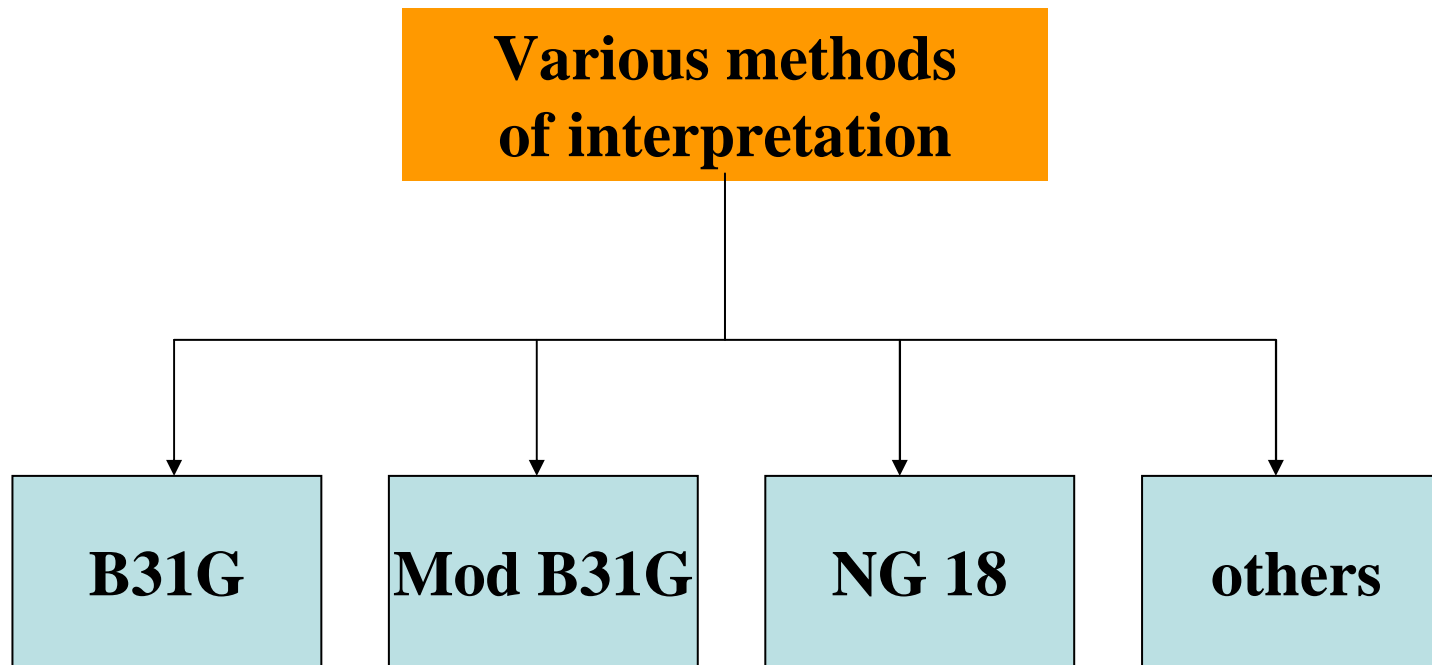 Various methods
of interpretation
B31G
Mod B31G
NG 18
others